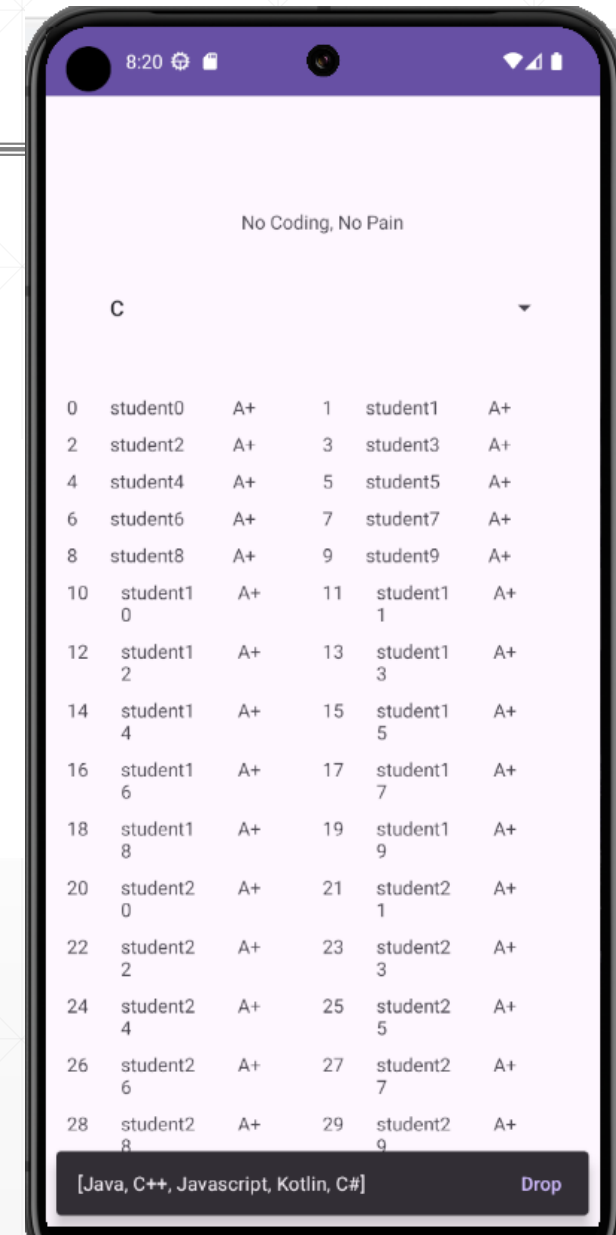 8:20
No Coding, No Pain
C
0 student0 A+ 1 student1 A+
2 student2 A+ 3 student3 A+
4 student4 A+ 5 student5 A+
6 student6 A+ 7 student7 A+
8 student8 A+ 9 student9 A+
10 student1 A+ 11 student1 A+
0 1
12 student1 A+ 13 student1 A+
2 3
14 student1 A+ 15 student1 A+
4 5
16 student1 A+ 17 student1 A+
6 7
18 student1 A+ 19 student1 A+
8 9
20 student2 A+ 21 student2 A+
0 1
22 student2 A+ 23 student2 A+
2 3
24 student2 A+ 25 student2 A+
4 5
26 student2 A+ 27 student2 A+
6 7
28 student2 A+ 29 student2 A+
8 9
[Java, C++, Javascript, Kotlin, C#] Drop